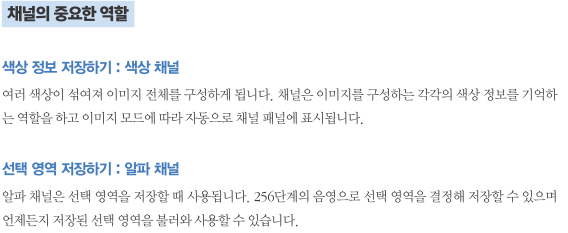 채널의 중요한 역할
색상 정보 저장하기 : 색상 채널
여러 색상이 섞여져 이미지 전체를 구성하게 됩니다. 채널은 이미지를 구성하는 각각의 색상 정보를 기억하
는 역할을 하고 이미지 모드에 따라 자동으로 채널 패널에 표시됩니다.
선택 영역 저장하기 : 알파 채널
알파 채널은 선택 영역을 저장할 때 사용됩니다. 256단계의 음영으로 선택 영역을 결정해 저장할 수 있으며
언제든지 저장된 선택 영역을 불러와 사용할 수 있습니다.